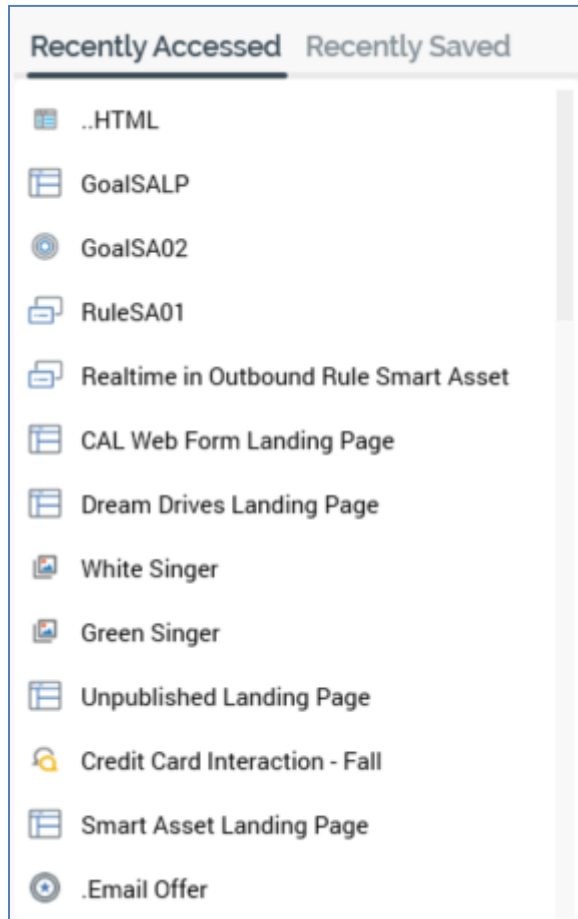 Recently Accessed Recently Saved
..HTML
GoalSALP
GoalSA02
RuleSA01
Realtime in Outbound Rule Smart Asset
CAL Web Form Landing Page
Dream Drives Landing Page
White Singer
Green Singer
Unpublished Landing Page
Credit Card Interaction - Fall
Smart Asset Landing Page
.Email Offer